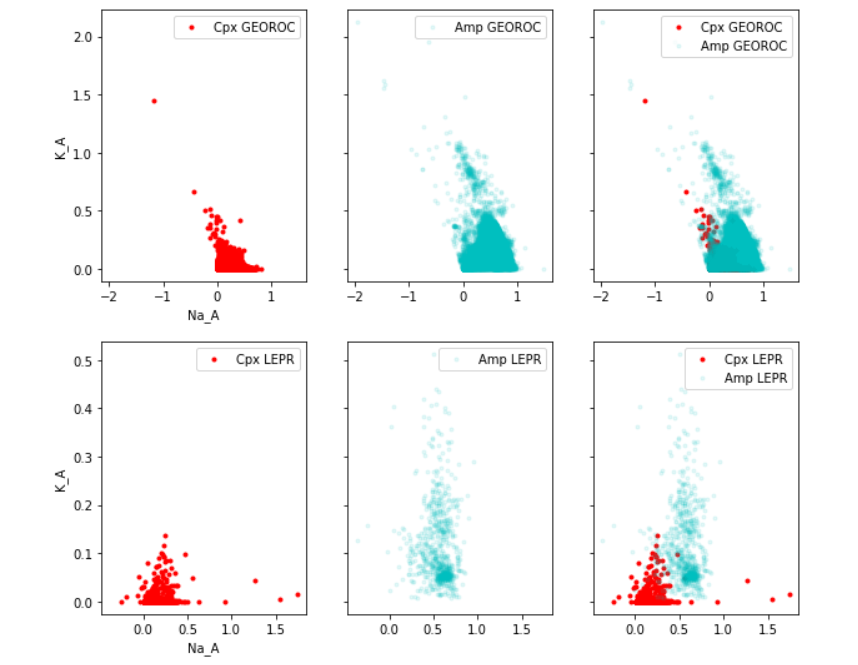 Cpx GEOROC
Amp GEOROC
Cpx GEOROC
Amp GEOROC
2.0
1.5
1.0
0.5
0.0
K_A
−2 −1 0 1
−2 −1 0 1
−2 −1 0 1
Na_A
Cpx LEPR
Amp LEPR
Cpx LEPR
Amp LEPR
0.5
0.4
0.3
0.2
0.1
0.0
K_A
0.0 0.5 1.0 1.5
0.0 0.5 1.0 1.5
0.0 0.5 1.0 1.5
Na_A